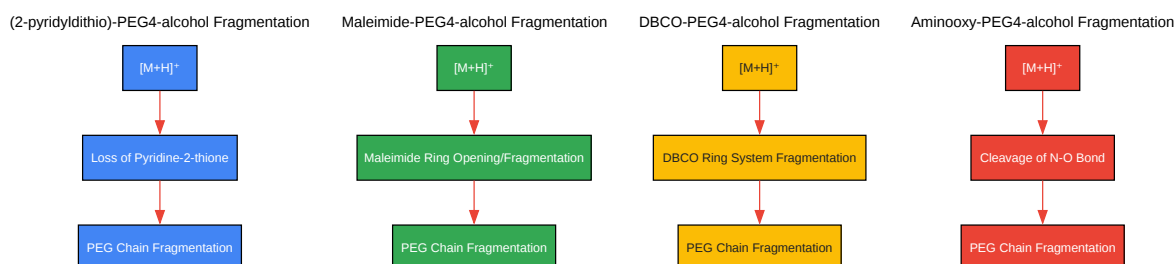 (2-pyridyldithio)-PEG4-alcohol Fragmentation
[M+H]⁺
Loss of Pyridine-2-thione
PEG Chain Fragmentation
Maleimide-PEG4-alcohol Fragmentation
[M+H]⁺
Maleimide Ring Opening/Fragmentation
PEG Chain Fragmentation
DBCO-PEG4-alcohol Fragmentation
[M+H]⁺
DBCO Ring System Fragmentation
PEG Chain Fragmentation
Aminooxy-PEG4-alcohol Fragmentation
[M+H]⁺
Cleavage of N-O Bond
PEG Chain Fragmentation